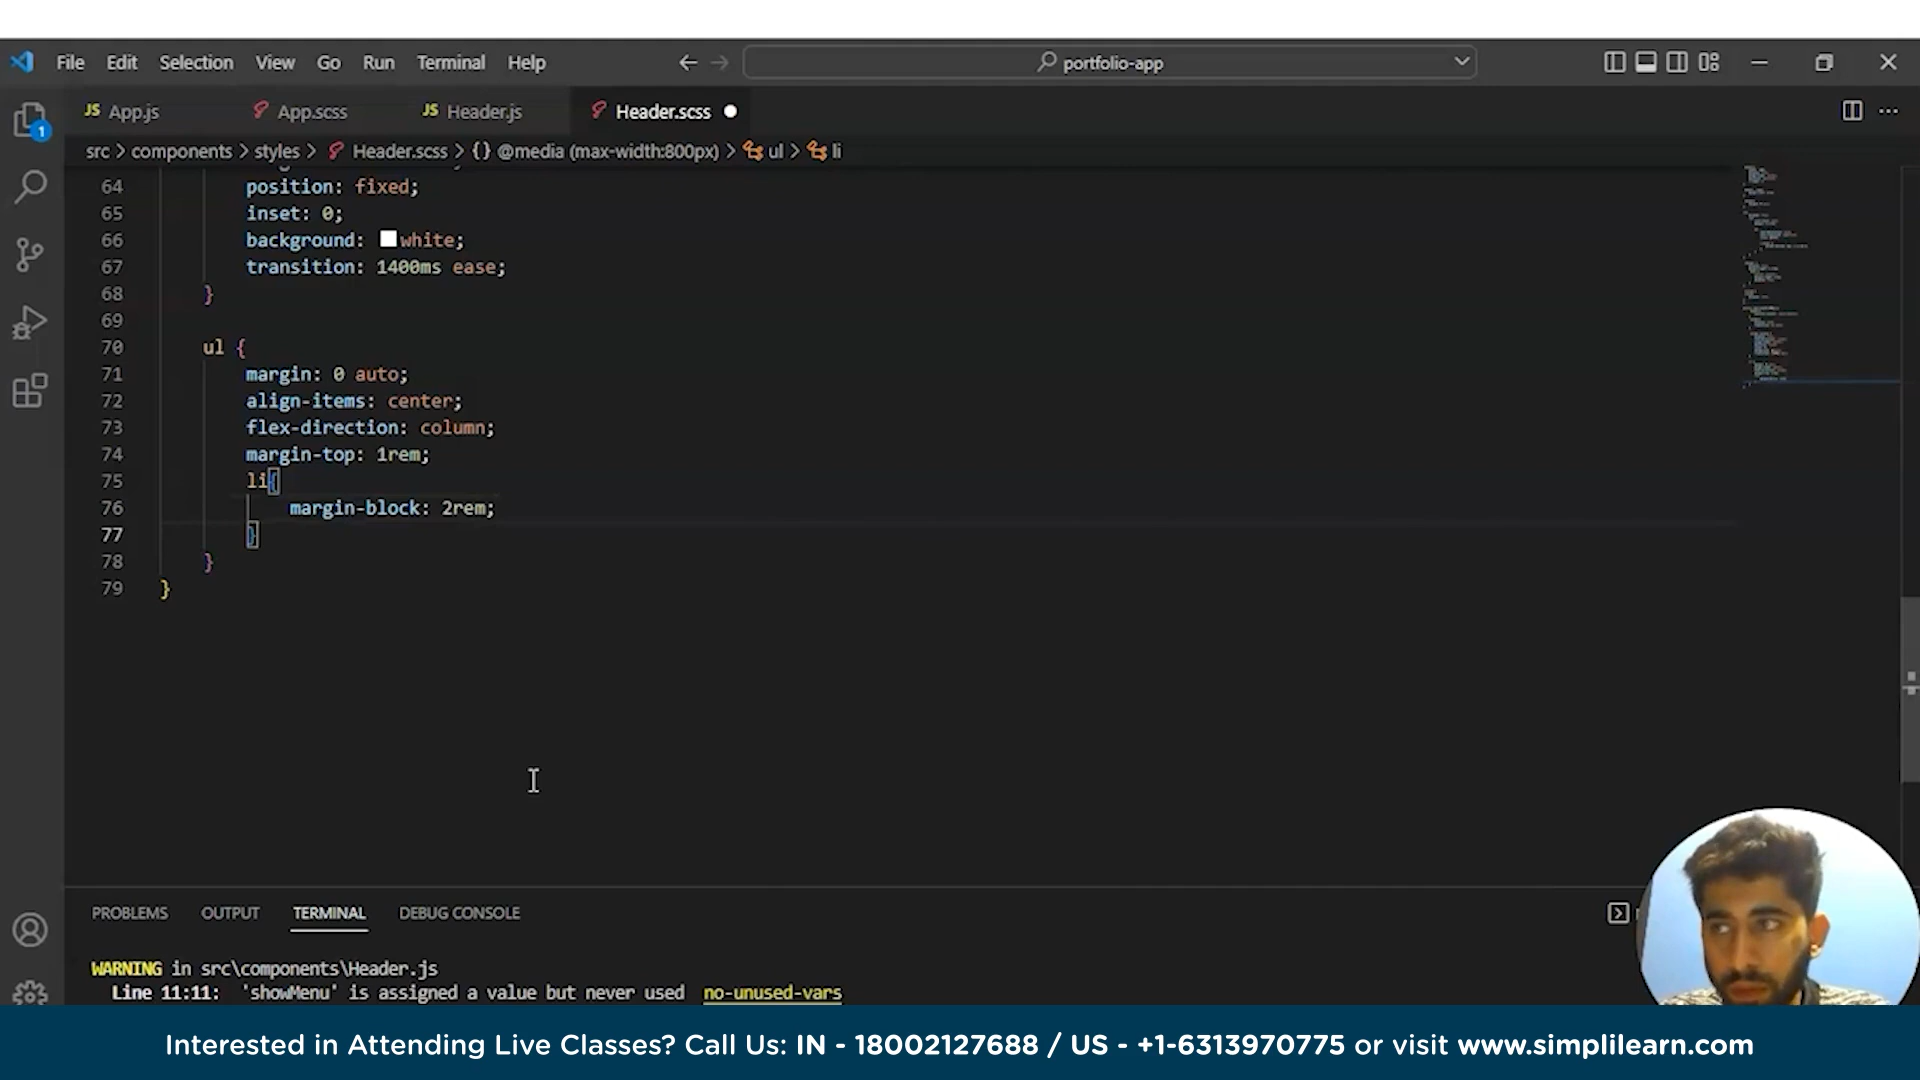 File Edit Selection View Go Run Terminal Help
portfolio-app
JS App.js App.scss JS Header.js Header.scss
1
src > components > styles > Header.scss > {} @media (max-width:800px) > ul > li
64 position: fixed;
65 inset: 0;
66 background: white;
67 transition: 1400ms ease;
68 }
69
70 ul {
71 margin: 0 auto;
72 align-items: center;
73 flex-direction: column;
74 margin-top: 1rem;
75 li{
76 margin-block: 2rem;
77 }
78 }
79 }
PROBLEMS OUTPUT TERMINAL DEBUG CONSOLE
WARNING in src\components\Header.js
Line 11:11: 'showMenu' is assigned a value but never used no-unused-vars
Interested in Attending Live Classes? Call Us: IN - 18002127688 / US - +1-6313970775 or visit www.simplilearn.com